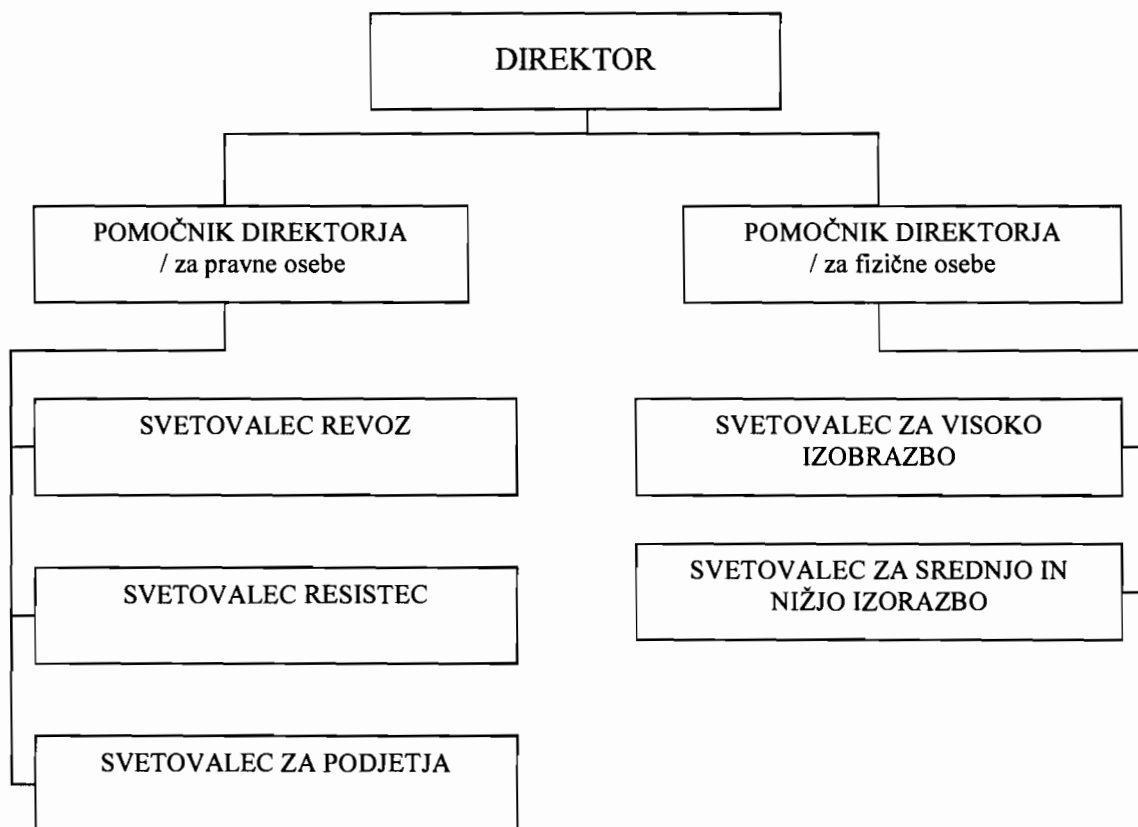 DIREKTOR
POMOČNIK DIREKTORJA
/ za pravne osebe
POMOČNIK DIREKTORJA
/ za fizične osebe
SVETOVALEC REVOZ
SVETOVALEC RESISTEC
SVETOVALEC ZA PODJETJA
SVETOVALEC ZA VISOKO
IZOBRAZBO
SVETOVALEC ZA SREDNJO IN
NIŽJO IZORAZBO